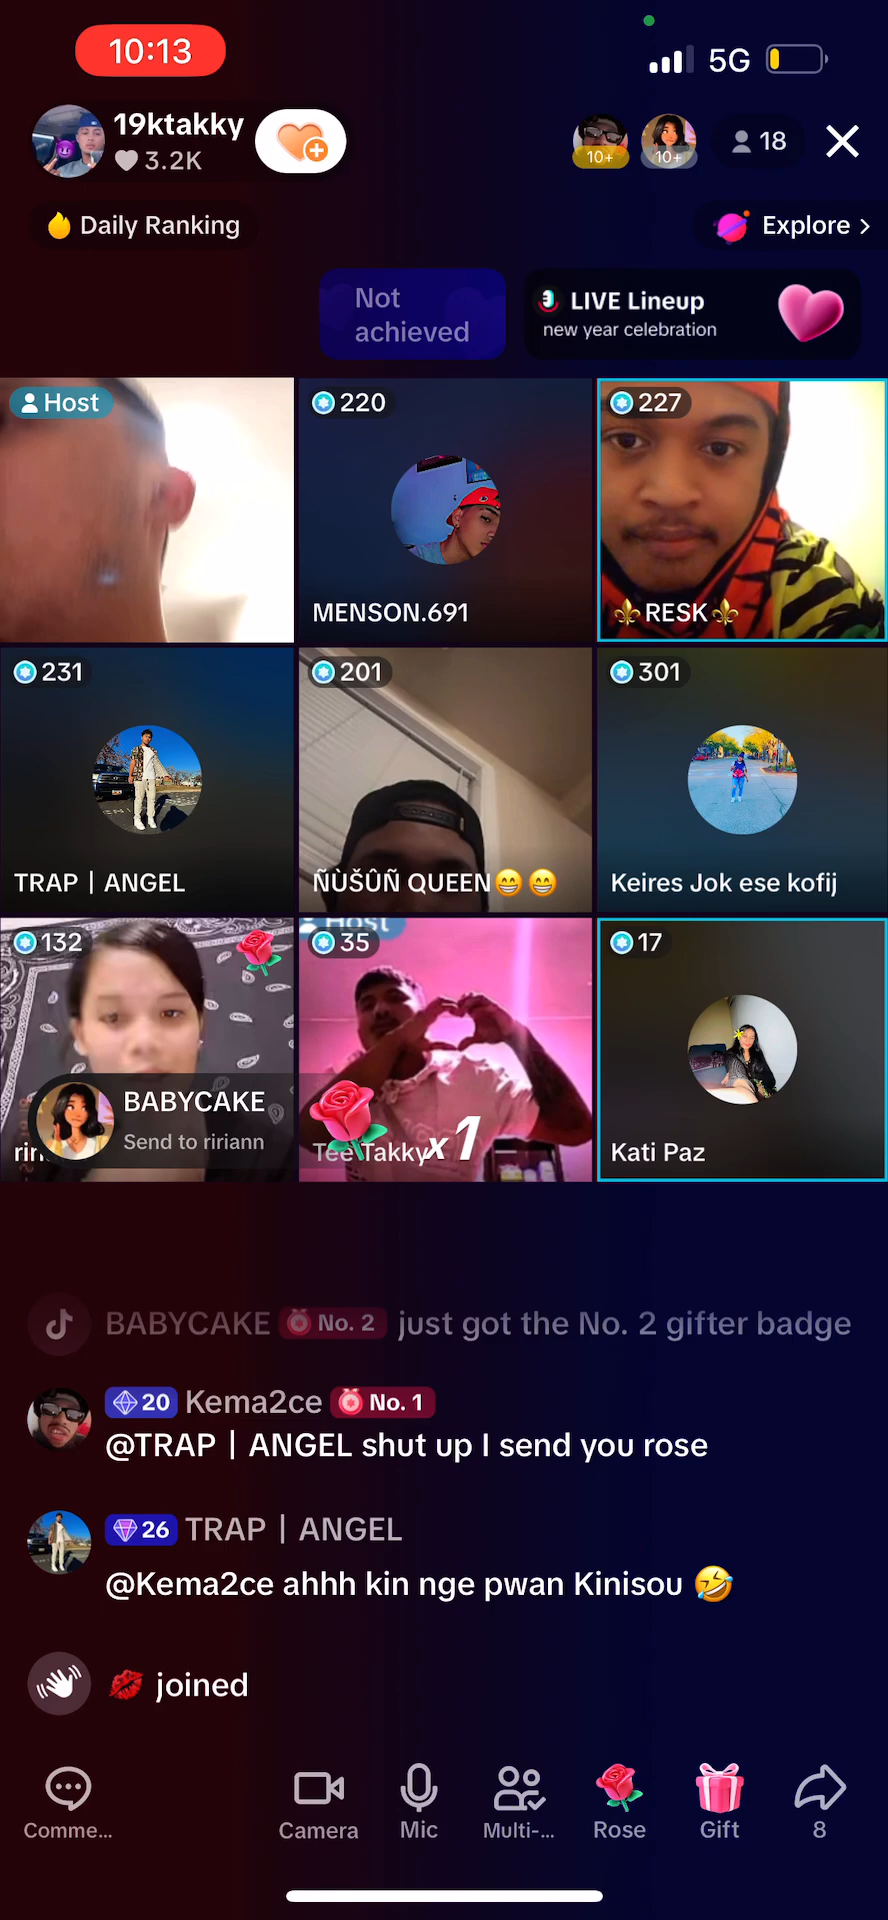 10:13
5G
19ktakky
3.2K
10+
10+
18
Daily Ranking
Explore >
Not
achieved
LIVE Lineup
new year celebration
Host
220
227
MENSON.691
⚜️RESK⚜️
231
201
301
TRAP | ANGEL
ÑÙŠÛÑ QUEEN😁😁
Keires Jok ese kofij
132
Host
35
17
BABYCAKE
Send to ririann
x1
Tee Takky
Kati Paz
BABYCAKE No. 2 just got the No. 2 gifter badge
20 Kema2ce No. 1
@TRAP | ANGEL shut up I send you rose
26 TRAP | ANGEL
@Kema2ce ahhh kin nge pwan Kinisou 🤣
💋 joined
Comme...
Camera
Mic
Multi-...
Rose
Gift
8